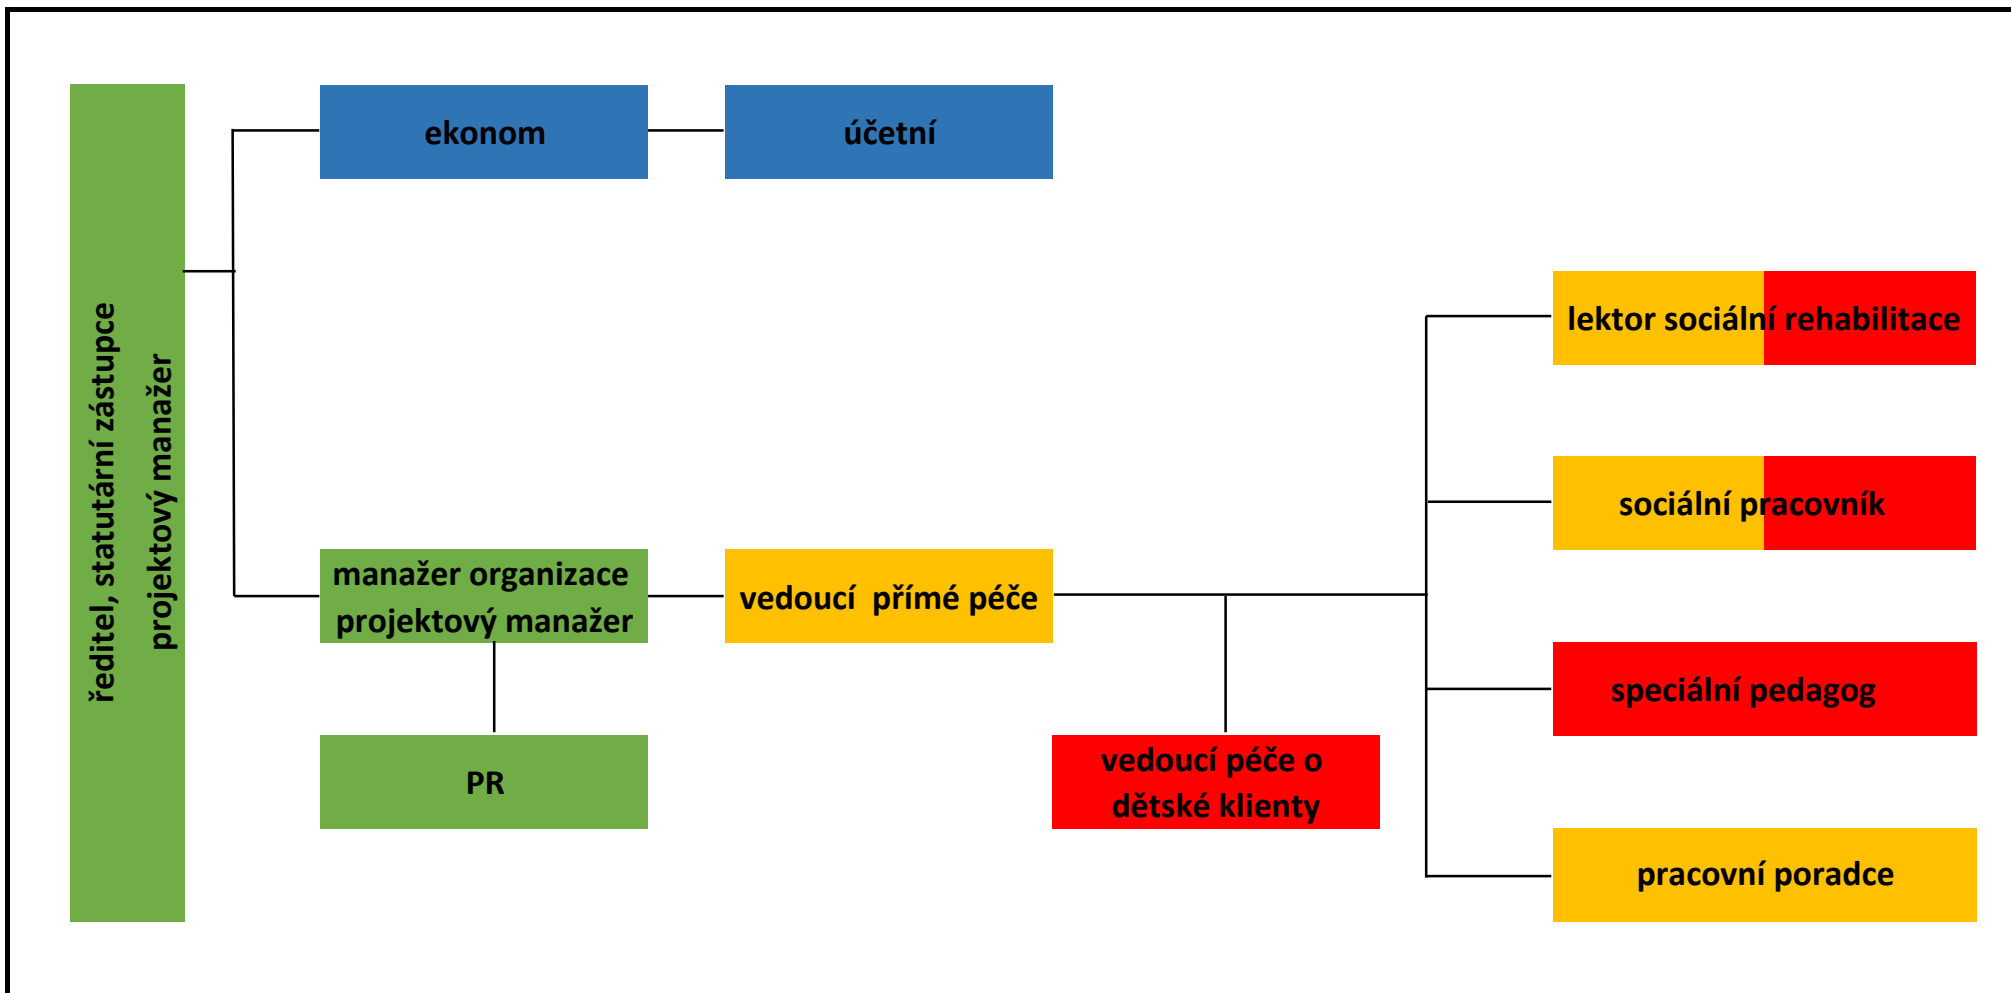 ředitel, statutární zástupce
projektový manažer
ekonom
účetní
lektor sociální rehabilitace
sociální pracovník
manažer organizace
projektový manažer
vedoucí  přímé péče
speciální pedagog
PR
vedoucí péče o
dětské klienty
pracovní poradce